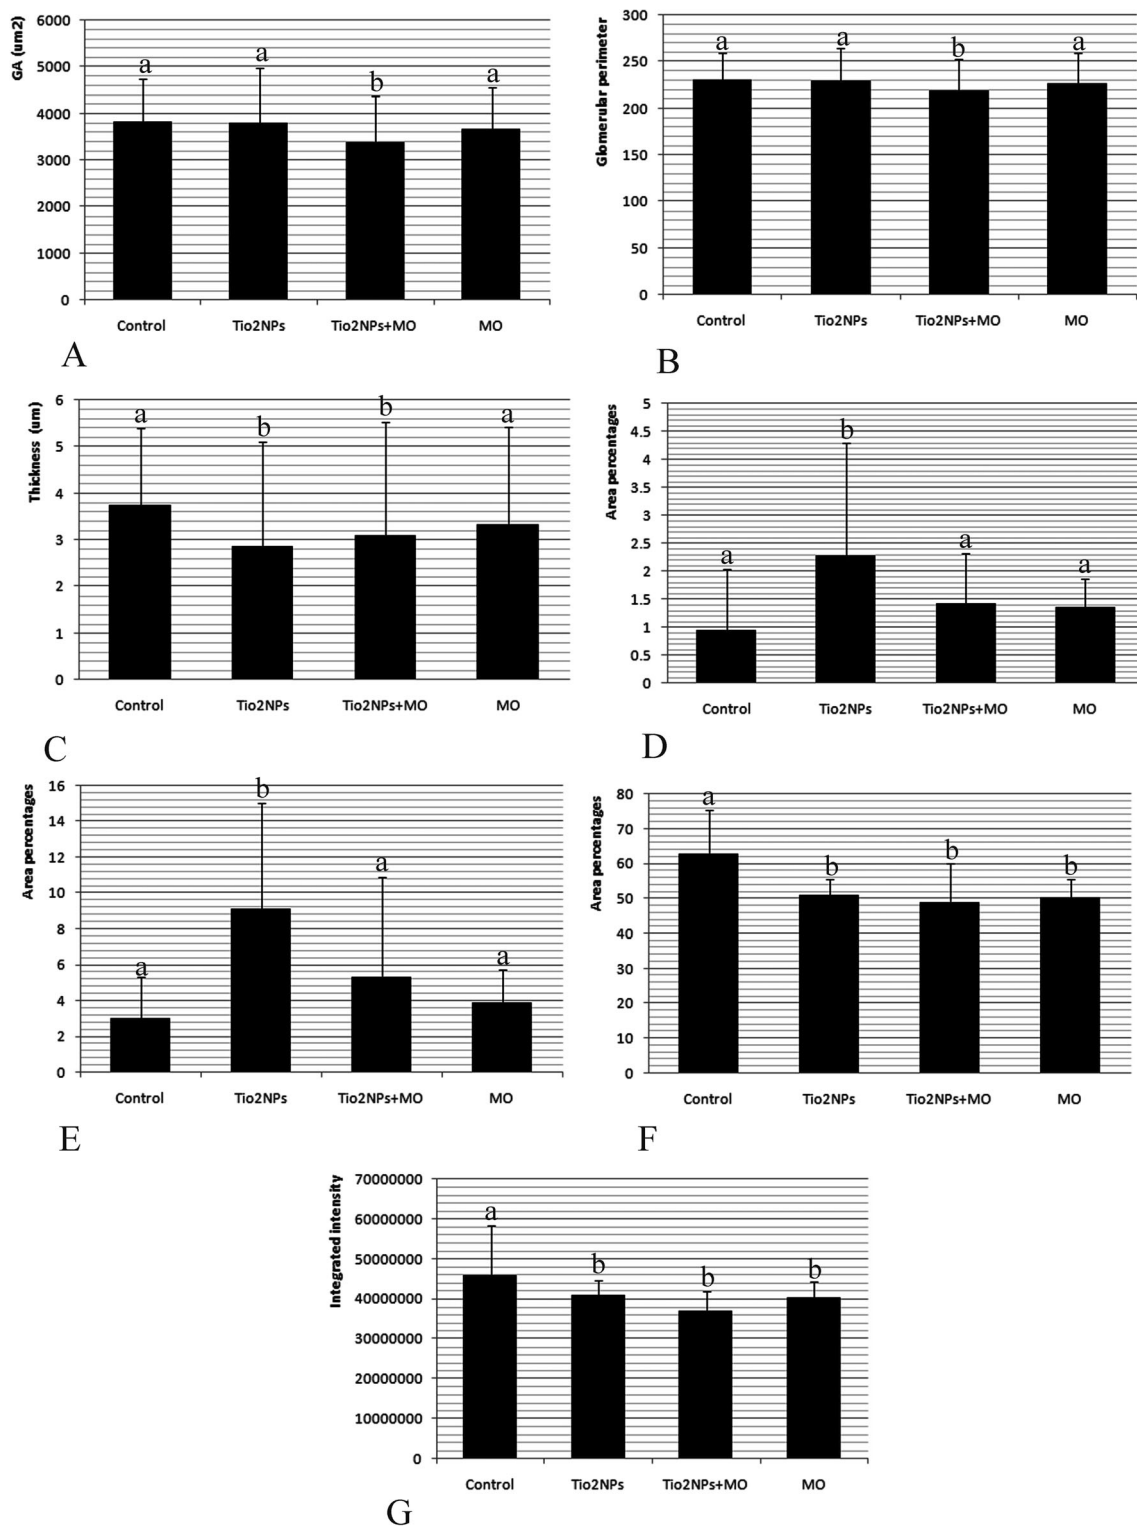 GA (um2)
6000
5000
4000
3000
2000
1000
0
a
a
b
a
Control
Tio2NPs
Tio2NPs+MO
MO
A
Glomerular perimeter
300
250
200
150
100
50
0
a
a
b
a
Control
Tio2NPs
Tio2NPs+MO
MO
B
Thickness (um)
6
5
4
3
2
1
0
a
b
b
a
Control
Tio2NPs
Tio2NPs+MO
MO
C
Area percentages
5
4.5
4
3.5
3
2.5
2
1.5
1
0.5
0
a
b
a
a
Control
Tio2NPs
Tio2NPs+MO
MO
D
Area percentages
16
14
12
10
8
6
4
2
0
a
b
a
a
Control
Tio2NPs
Tio2NPs+MO
MO
E
Area percentages
80
70
60
50
40
30
20
10
0
a
b
b
b
Control
Tio2NPs
Tio2NPs+MO
MO
F
Integrated intensity
70000000
60000000
50000000
40000000
30000000
20000000
10000000
0
a
b
b
b
Control
Tio2NPs
Tio2NPs+MO
MO
G